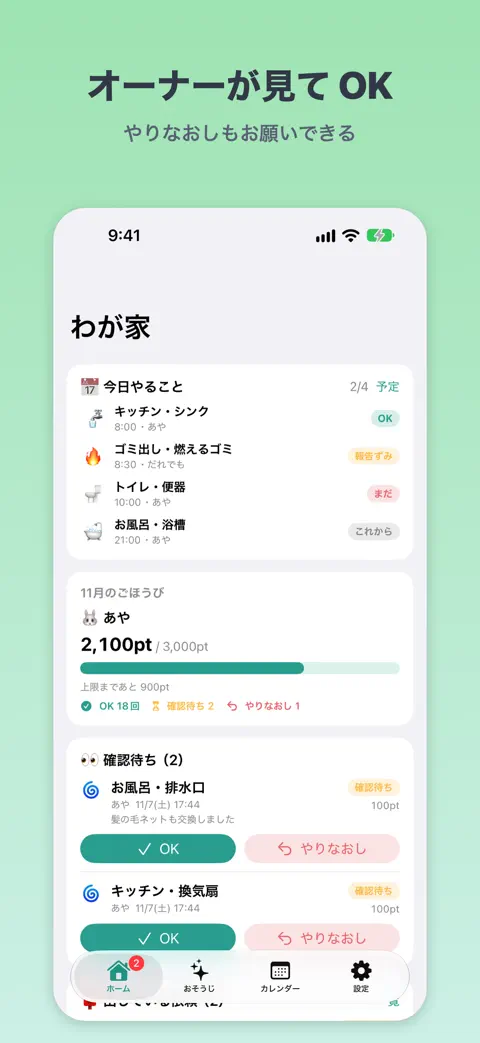 オーナーが見て OK
やりなおしもお願いできる
9:41
わが家
17 今日やること 2/4 予定
キッチン・シンク
8:00・あや
OK
ゴミ出し・燃えるゴミ
8:30・だれでも
報告ずみ
トイレ・便器
10:00・あや
まだ
お風呂・浴槽
21:00・あや
これから
11月のごほうび
あや
2,100pt / 3,000pt
上限まであと 900pt
OK 18回 確認待ち 2 やりなおし 1
確認待ち（2）
お風呂・排水口
確認待ち
あや 11/7(土) 17:44
100pt
髪の毛ネットも交換しました
OK やりなおし
キッチン・換気扇
確認待ち
あや 11/7(土) 17:44
100pt
OK やりなおし
2
ホーム おそうじ カレンダー 設定